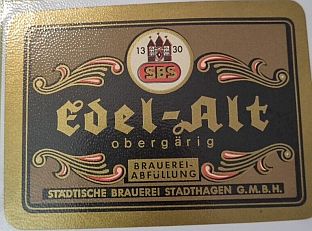 13 30
SBS
Edel-Alt
obergärig
BRAUEREI-
ABFÜLLUNG
STÄDTISCHE BRAUEREI STADTHAGEN G.M.B.H.